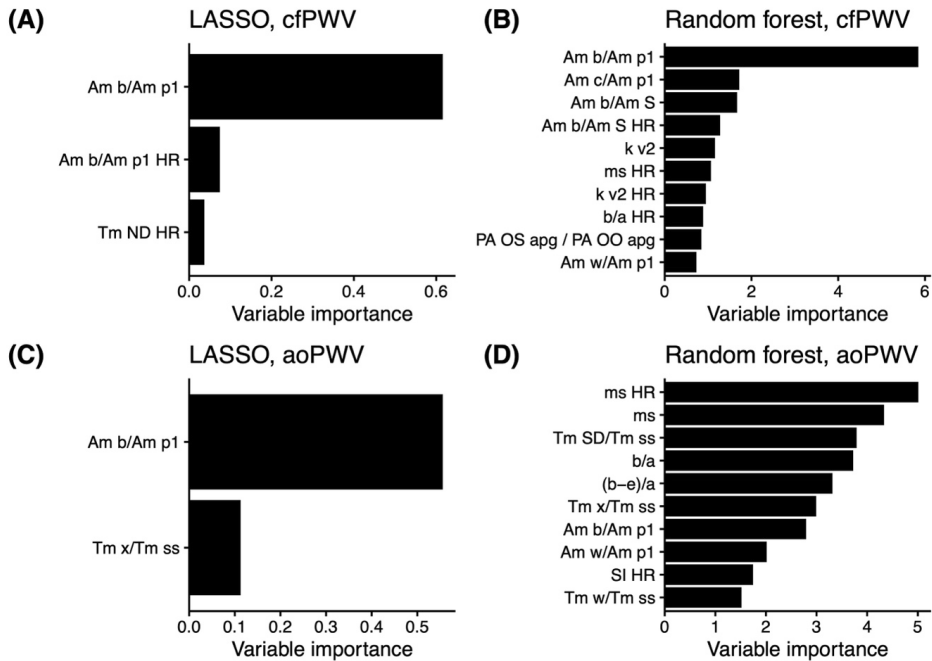 (A) LASSO, cfPWV
Am b/Am p1
Am b/Am p1 HR
Tm ND HR
0.0 0.2 0.4 0.6
Variable importance
(B) Random forest, cfPWV
Am b/Am p1
Am c/Am p1
Am b/Am S
Am b/Am S HR
k v2
ms HR
k v2 HR
b/a HR
PA OS apg / PA OO apg
Am w/Am p1
0 2 4 6
Variable importance
(C) LASSO, aoPWV
Am b/Am p1
Tm x/Tm ss
0.0 0.1 0.2 0.3 0.4 0.5
Variable importance
(D) Random forest, aoPWV
ms HR
ms
Tm SD/Tm ss
b/a
(b−e)/a
Tm x/Tm ss
Am b/Am p1
Am w/Am p1
SI HR
Tm w/Tm ss
0 1 2 3 4 5
Variable importance